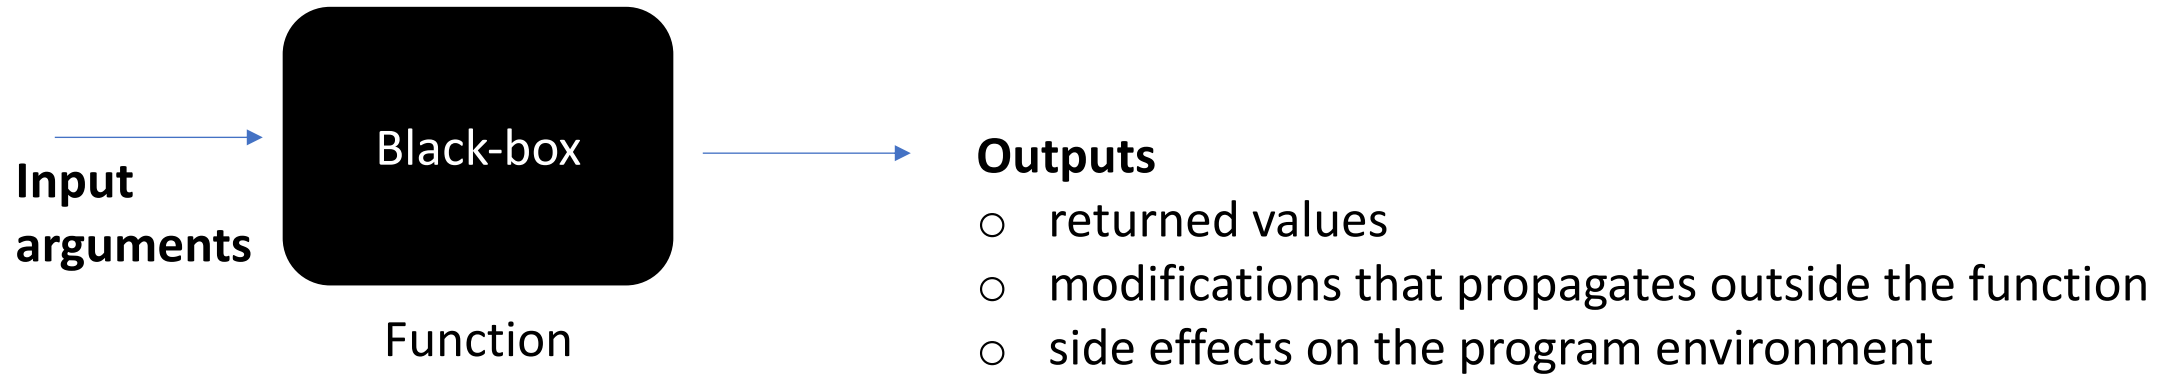 Input
arguments
Black-box
Function
Outputs
returned values
modifications that propagates outside the function
side effects on the program environment